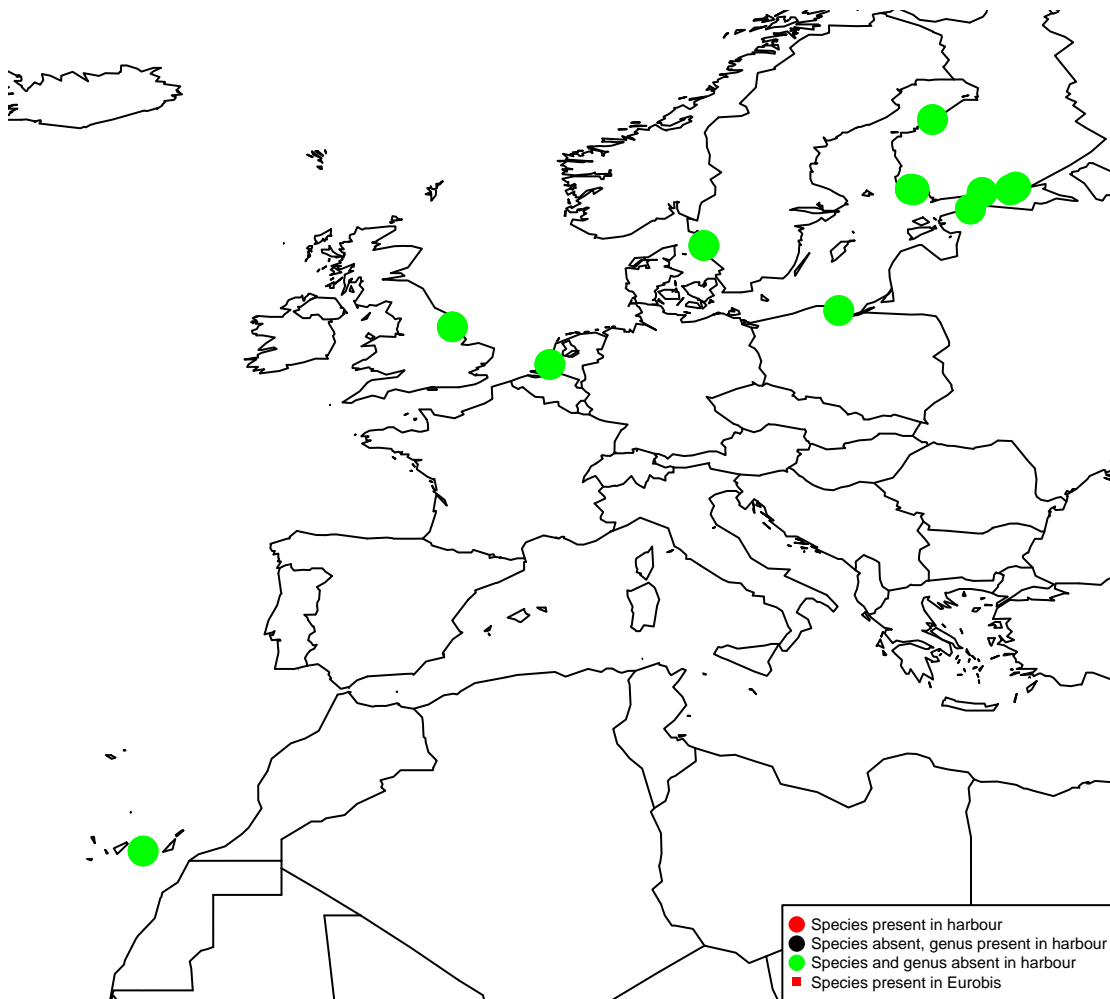 Species present in harbour
Species absent, genus present in harbour
Species and genus absent in harbour
Species present in Eurobis